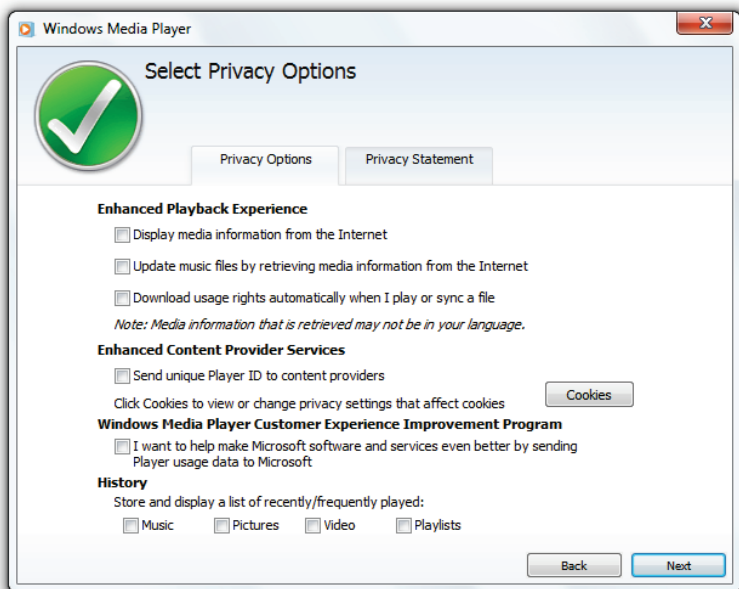 Windows Media Player
Select Privacy Options
Privacy Options Privacy Statement
Enhanced Playback Experience
Display media information from the Internet
Update music files by retrieving media information from the Internet
Download usage rights automatically when I play or sync a file
Note: Media information that is retrieved may not be in your language.
Enhanced Content Provider Services
Send unique Player ID to content providers
Click Cookies to view or change privacy settings that affect cookies Cookies
Windows Media Player Customer Experience Improvement Program
I want to help make Microsoft software and services even better by sending
Player usage data to Microsoft
History
Store and display a list of recently/frequently played:
Music Pictures Video Playlists
Back Next